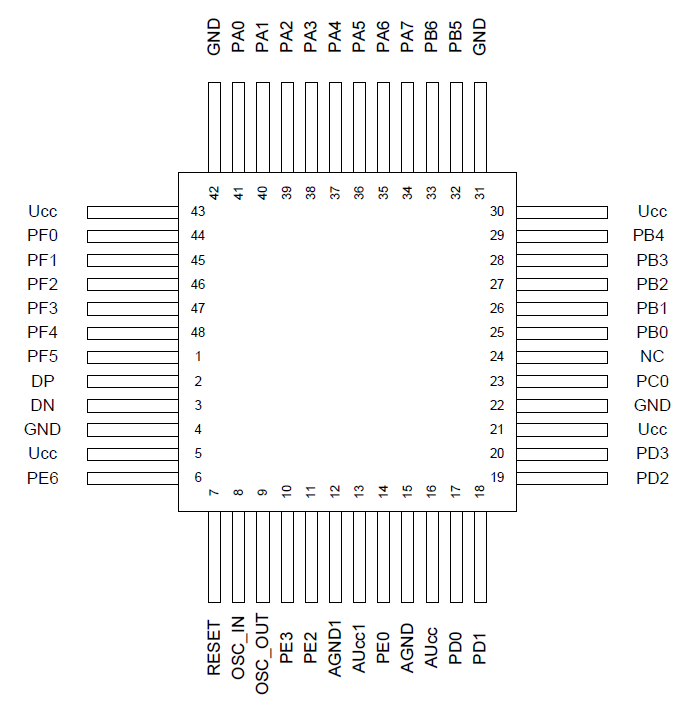 GND PA0 PA1 PA2 PA3 PA4 PA5 PA6 PA7 PB6 PB5 GND
42 41 40 39 38 37 36 35 34 33 32 31
Ucc 43 30 Ucc
PF0 44 29 PB4
PF1 45 28 PB3
PF2 46 27 PB2
PF3 47 26 PB1
PF4 48 25 PB0
PF5 1 24 NC
DP 2 23 PC0
DN 3 22 GND
GND 4 21 Ucc
Ucc 5 20 PD3
PE6 6 19 PD2
7 8 9 10 11 12 13 14 15 16 17 18
RESET OSC_IN OSC_OUT PE3 PE2 AGND1 AUcc1 PE0 AGND AUcc PD0 PD1